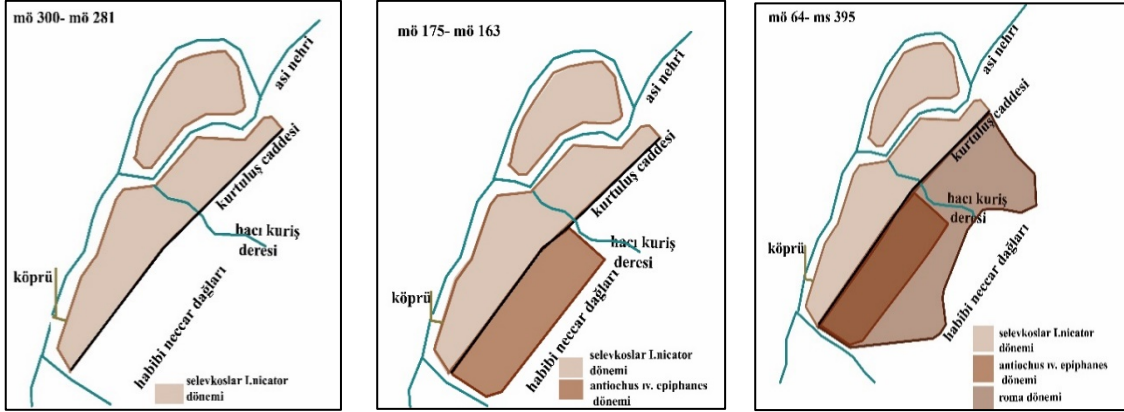 mö 300- mö 281
asi nehri
kurtuluş caddesi
hacı kuriş
deresi
köprü
habibi neccar dağları
selevkoslar I.nicator
dönemi
mö 175- mö 163
asi nehri
kurtuluş caddesi
hacı kuriş
deresi
köprü
habibi neccar dağları
selevkoslar I.nicator
dönemi
antiochus ıv. epiphanes
dönemi
mö 64- ms 395
asi nehri
kurtuluş caddesi
hacı kuriş
deresi
köprü
habibi neccar dağları
selevkoslar I.nicator
dönemi
antiochus ıv. epiphanes
dönemi
roma dönemi